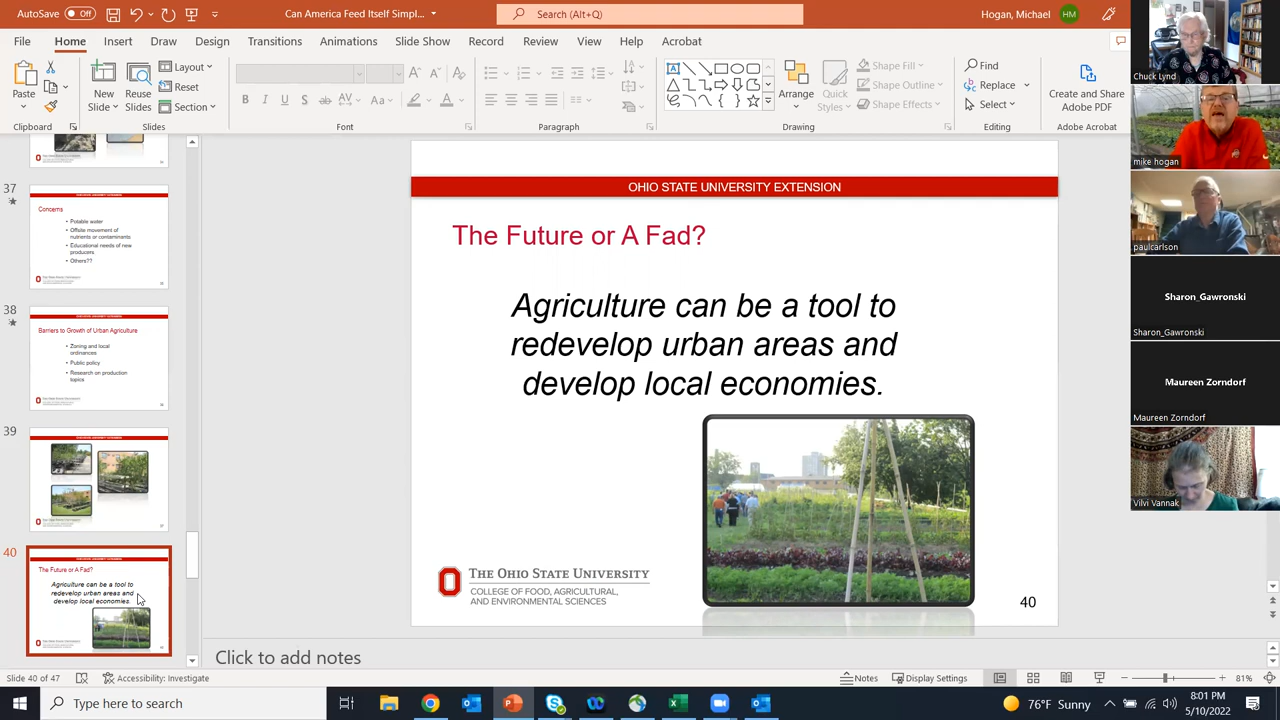 AutoSave
Off
Can America Feed Itself Simple...
Search (Alt+Q)
Hogan, Michael
HM
File
Home
Insert
Draw
Design
Transitions
Animations
Slide Show
Record
Review
View
Help
Acrobat
Paste
New Slide
Reuse Slides
Layout
Reset
Section
Arrange
Quick Styles
Shape Fill
Shape Outline
Shape Effects
Find
Replace
Select
Create and Share
Adobe PDF
Clipboard
Slides
Font
Paragraph
Drawing
Editing
Adobe Acrobat
37
Concerns
• Potable water
• Offsite movement of
nutrients or contaminants
• Educational needs of new
producers
• Others??
38
Barriers to Growth of Urban Agriculture
• Zoning and local
ordinances
• Public policy
• Research on production
topics
39
40
The Future or A Fad?
Agriculture can be a tool to
redevelop urban areas and
develop local economies.
OHIO STATE UNIVERSITY EXTENSION
The Future or A Fad?
Agriculture can be a tool to
redevelop urban areas and
develop local economies.
THE OHIO STATE UNIVERSITY
COLLEGE OF FOOD, AGRICULTURAL,
AND ENVIRONMENTAL SCIENCES
40
Click to add notes
Chuck Lynd
mike hogan
paulcarlson
Sharon_Gawronski
Sharon_Gawronski
Maureen Zorndorf
Maureen Zorndorf
Vilvi Vannak
Slide 40 of 47
Accessibility: Investigate
Notes
Display Settings
81%
Type here to search
76°F Sunny
8:01 PM
5/10/2022